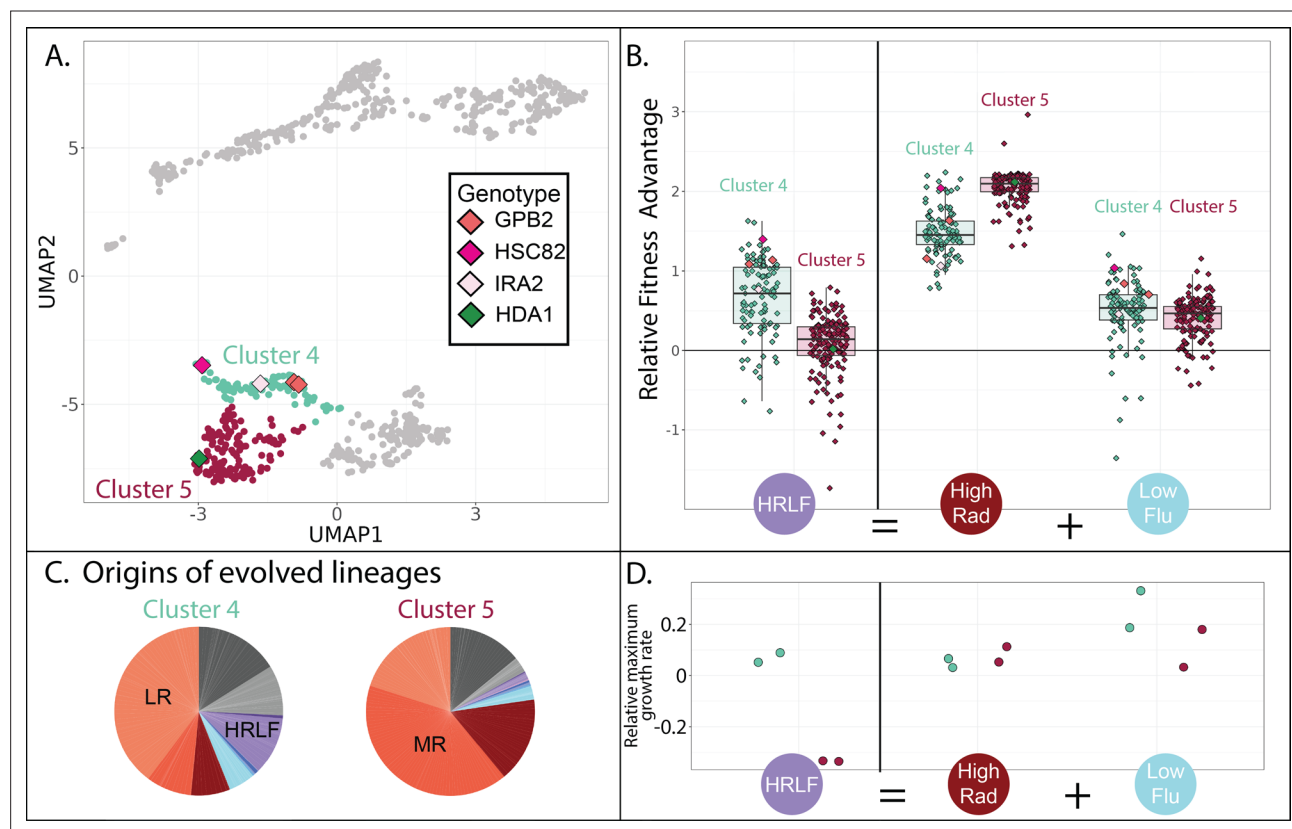 A.
UMAP2
5
0
-5
-3
0
3
UMAP1
Genotype
GPB2
HSC82
IRA2
HDA1
Cluster 4
Cluster 5
B.
Relative Fitness Advantage
3
2
1
0
-1
Cluster 4
Cluster 5
Cluster 4
Cluster 5
Cluster 4
Cluster 5
HRLF
=
High
Rad
+
Low
Flu
C. Origins of evolved lineages
Cluster 4
Cluster 5
LR
HRLF
MR
D.
Relative maximum
growth rate
0.2
0
-0.2
HRLF
=
High
Rad
+
Low
Flu